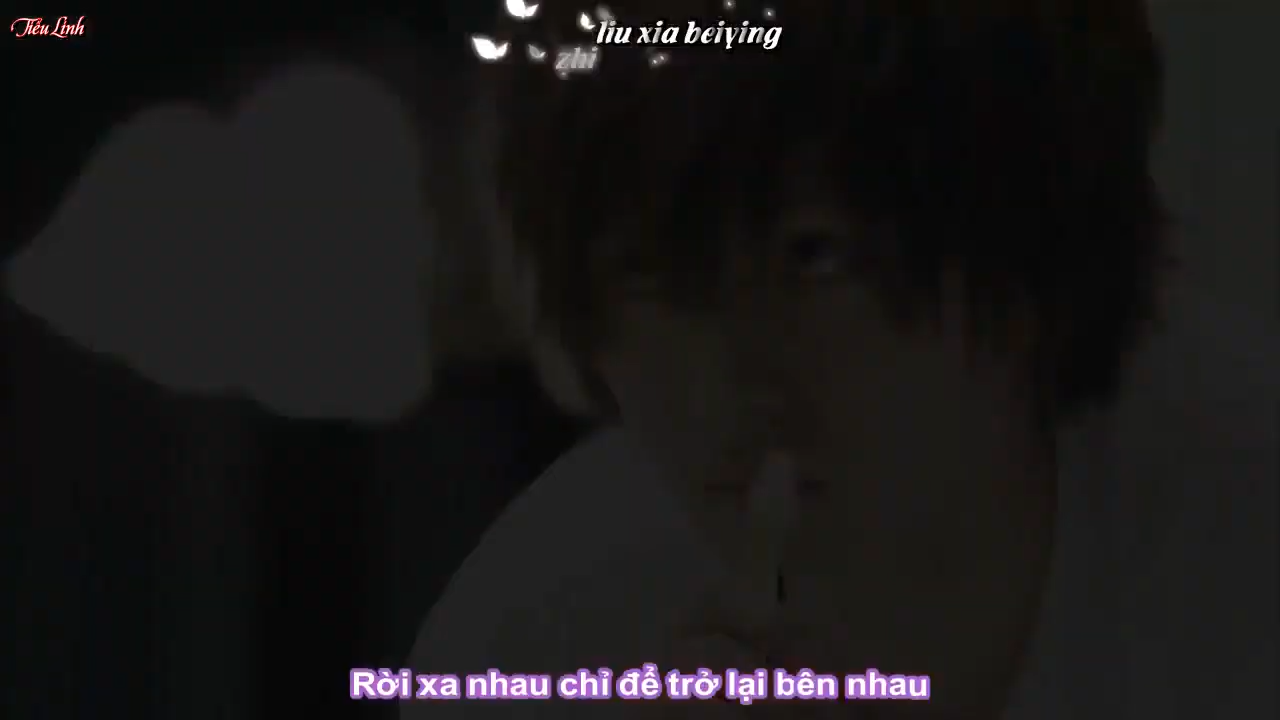 Tiểu Linh
liu xia beiying
zhi
Rời xa nhau chỉ để trở lại bên nhau